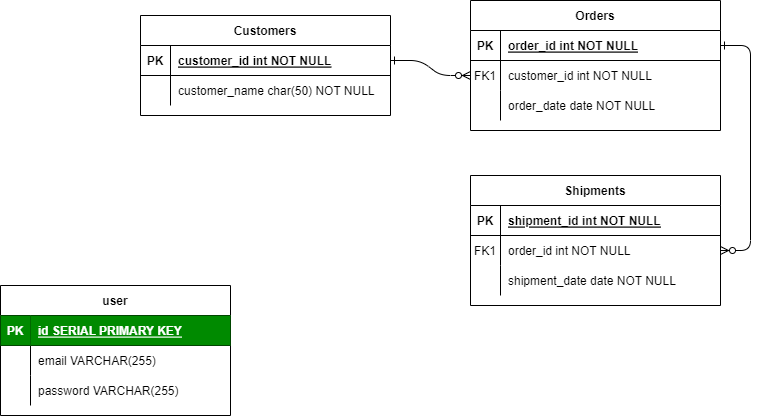 Customers
PK customer_id int NOT NULL
customer_name char(50) NOT NULL
Orders
PK order_id int NOT NULL
FK1 customer_id int NOT NULL
order_date date NOT NULL
Shipments
PK shipment_id int NOT NULL
FK1 order_id int NOT NULL
shipment_date date NOT NULL
user
PK id SERIAL PRIMARY KEY
email VARCHAR(255)
password VARCHAR(255)